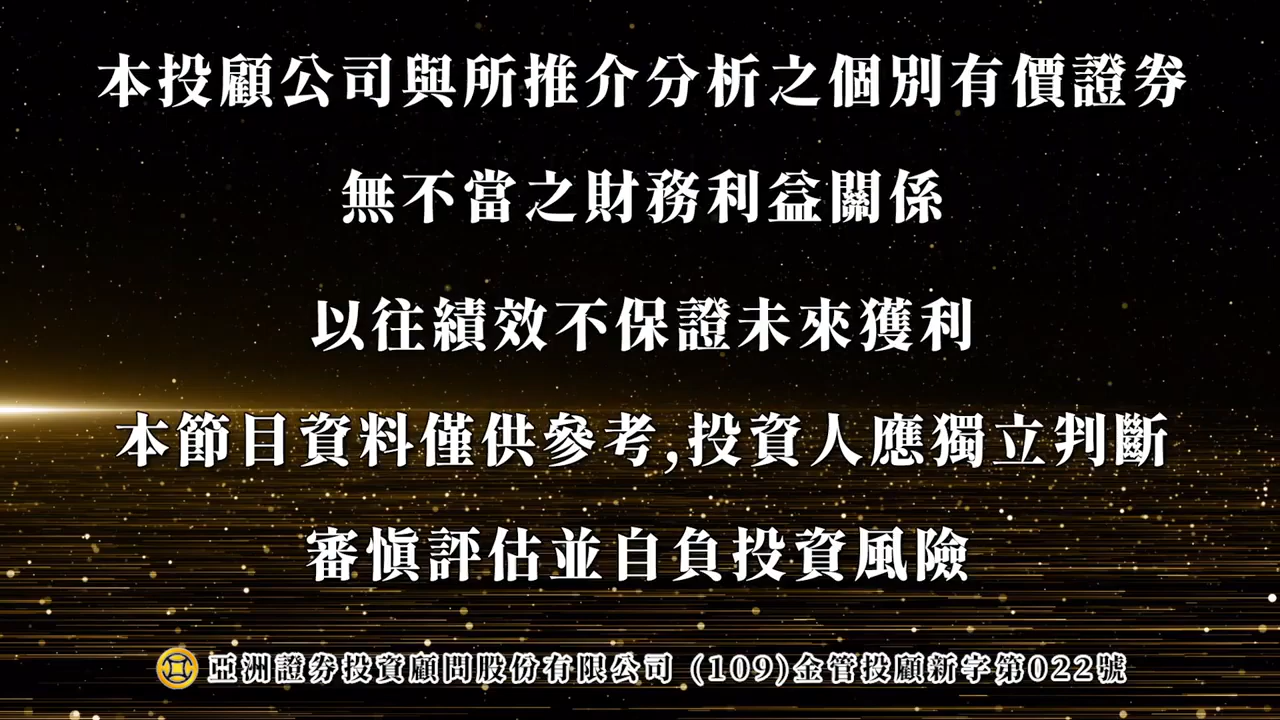 本投顧公司與所推介分析之個別有價證券
無不當之財務利益關係
以往績效不保證未來獲利
本節目資料僅供參考,投資人應獨立判斷
審慎評估並自負投資風險
亞洲證券投資顧問股份有限公司 (109)金管投顧新字第022號